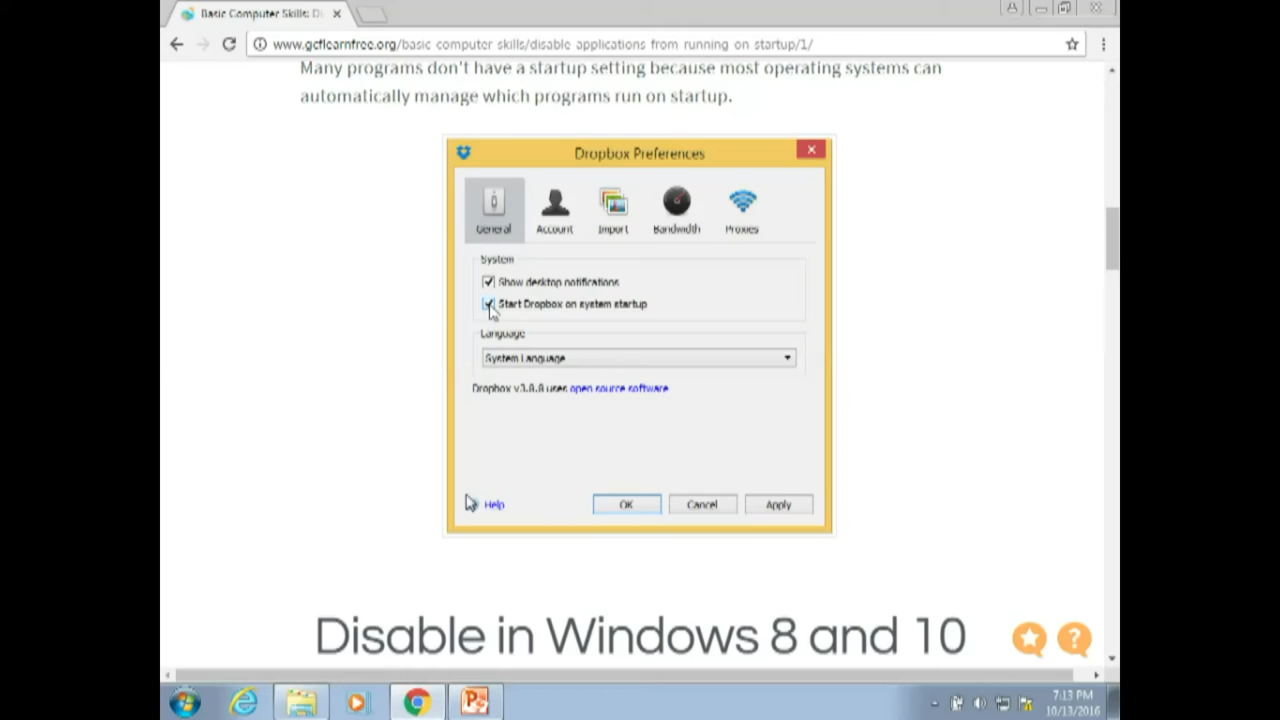 Basic Computer Skills: Di
www.gcflearnfree.org/basic computer skills/disable applications from running on startup/1/
Many programs don't have a startup setting because most operating systems can
automatically manage which programs run on startup.
Dropbox Preferences
General Account Import Bandwidth Proxies
System
Show desktop notifications
Start Dropbox on system startup
Language
System Language
Dropbox v3.0.0 uses open source software
Help OK Cancel Apply
Disable in Windows 8 and 10
7:13 PM
10/13/2016